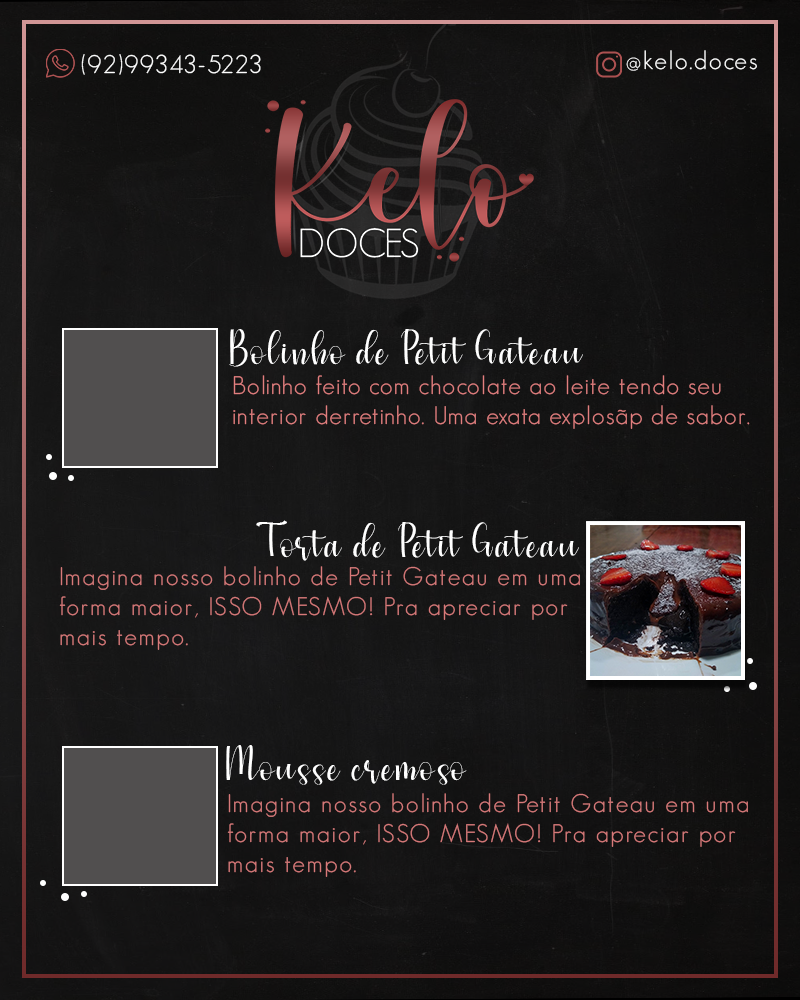 (92)99343-5223
@kelo.doces
Kelo
DOCES
Bolinho de Petit Gateau
Bolinho feito com chocolate ao leite tendo seu
interior derretinho. Uma exata explosãp de sabor.
Torta de Petit Gateau
Imagina nosso bolinho de Petit Gateau em uma
forma maior, ISSO MESMO! Pra apreciar por
mais tempo.
Mousse cremoso
Imagina nosso bolinho de Petit Gateau em uma
forma maior, ISSO MESMO! Pra apreciar por
mais tempo.